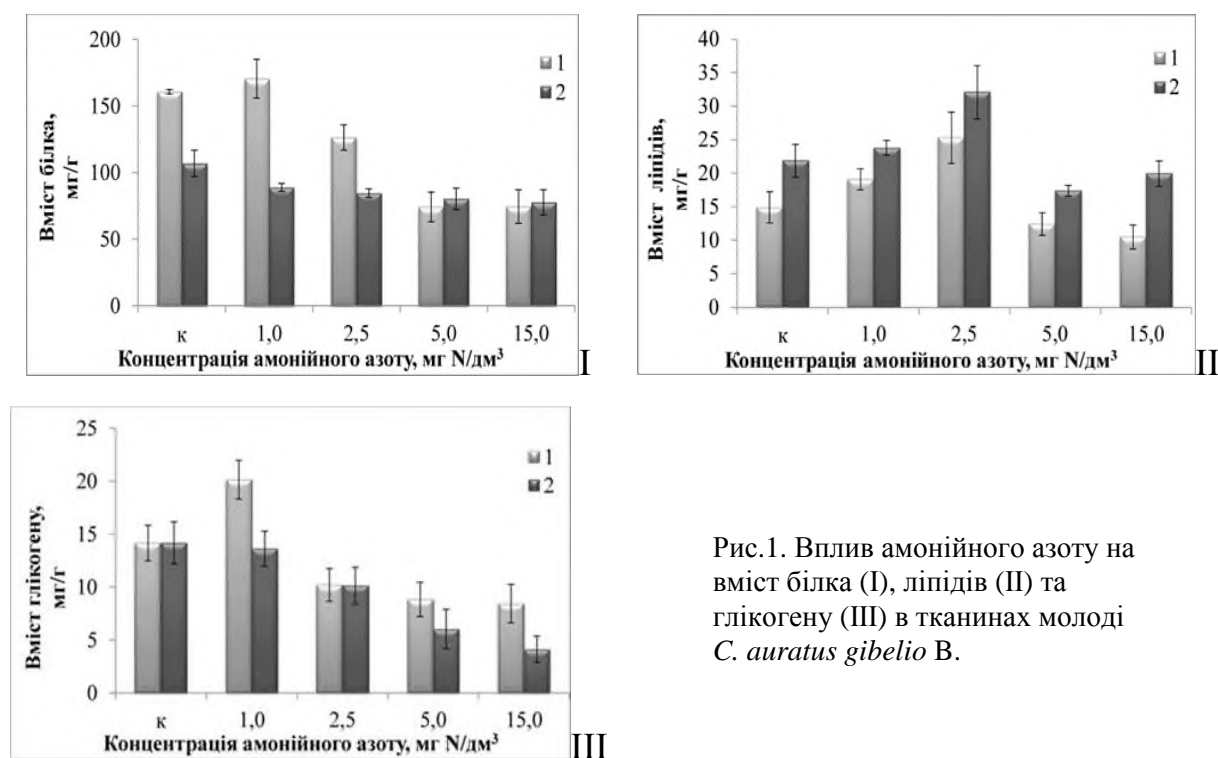 200
150
100
50
0
Вміст білка,
мг/г
1
2
к 1,0 2,5 5,0 15,0
Концентрація амонійного азоту, мг N/дм³
I
40
35
30
25
20
15
10
5
0
Вміст ліпідів,
мг/г
1
2
к 1,0 2,5 5,0 15,0
Концентрація амонійного азоту, мг N/дм³
II
25
20
15
10
5
0
Вміст глікогену,
мг/г
1
2
к 1,0 2,5 5,0 15,0
Концентрація амонійного азоту, мг N/дм³
III
Рис.1. Вплив амонійного азоту на
вміст білка (I), ліпідів (II) та
глікогену (III) в тканинах молоді
C. auratus gibelio B.